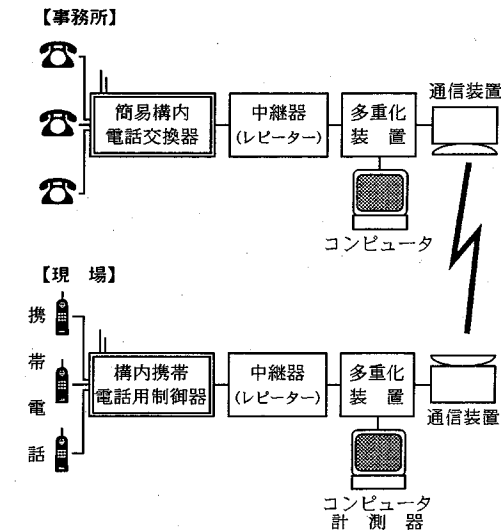 【事務所】
簡易構内
電話交換器
中継器
(レピーター)
多重化
装置
通信装置
コンピュータ
【現 場】
携
帯
電
話
構内携帯
電話用制御器
中継器
(レピーター)
多重化
装置
通信装置
コンピュータ
計 測 器